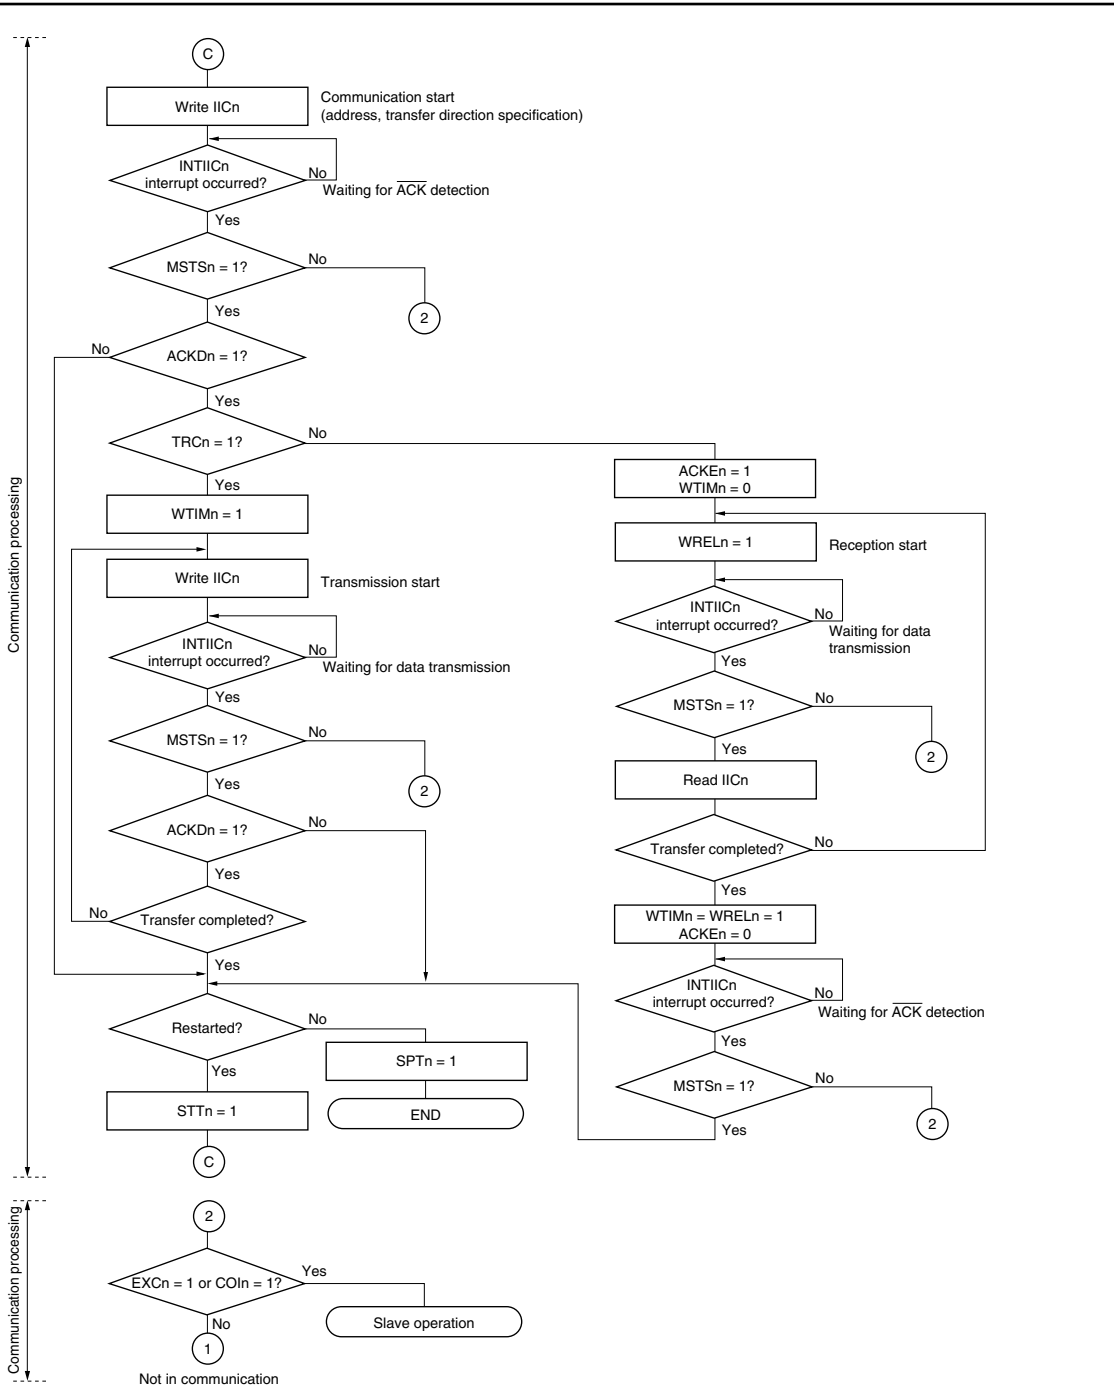 C
Write IICn
Communication start
(address, transfer direction specification)
INTIICn
interrupt occurred?
No
Waiting for ACK detection
Yes
MSTSn = 1?
No
2
Yes
ACKDn = 1?
No
Yes
TRCn = 1?
No
Yes
WTIMn = 1
Write IICn
Transmission start
INTIICn
interrupt occurred?
No
Waiting for data transmission
Yes
MSTSn = 1?
No
2
Yes
ACKDn = 1?
No
Yes
Transfer completed?
No
Yes
Restarted?
No
SPTn = 1
END
Yes
STTn = 1
C
ACKEn = 1
WTIMn = 0
WRELn = 1
Reception start
INTIICn
interrupt occurred?
No
Waiting for data
transmission
Yes
MSTSn = 1?
No
2
Yes
Read IICn
Transfer completed?
No
Yes
WTIMn = WRELn = 1
ACKEn = 0
INTIICn
interrupt occurred?
No
Waiting for ACK detection
Yes
MSTSn = 1?
No
2
Yes
Communication processing
2
EXCn = 1 or COIn = 1?
Yes
Slave operation
No
1
Not in communication
Communication processing